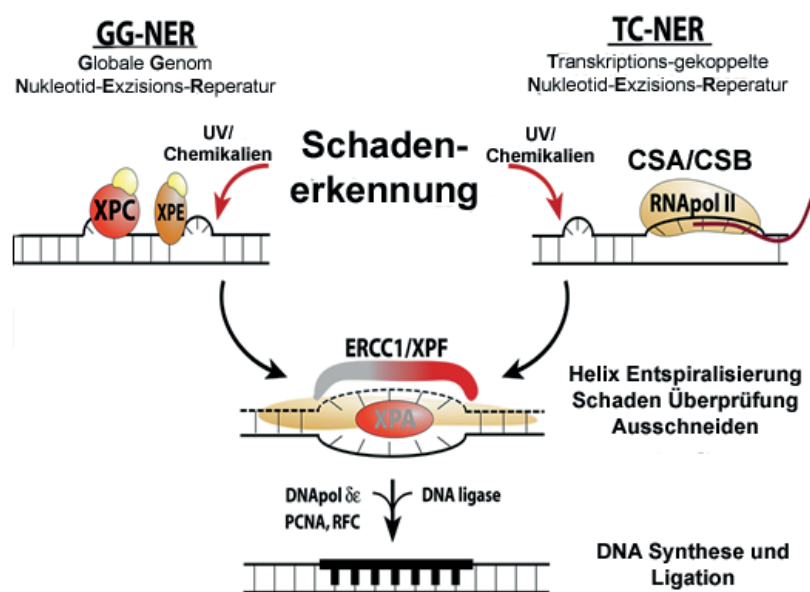 GG-NER
Globale Genom
Nukleotid-Exzisions-Reperatur
TC-NER
Transkriptions-gekoppelte
Nukleotid-Exzisions-Reperatur
UV/
Chemikalien
Schaden-
erkennung
UV/
Chemikalien
CSA/CSB
XPC
XPE
RNApol II
ERCC1/XPF
XPA
Helix Entspiralisierung
Schaden Überprüfung
Ausschneiden
DNApol δε
PCNA, RFC
DNA ligase
DNA Synthese und
Ligation